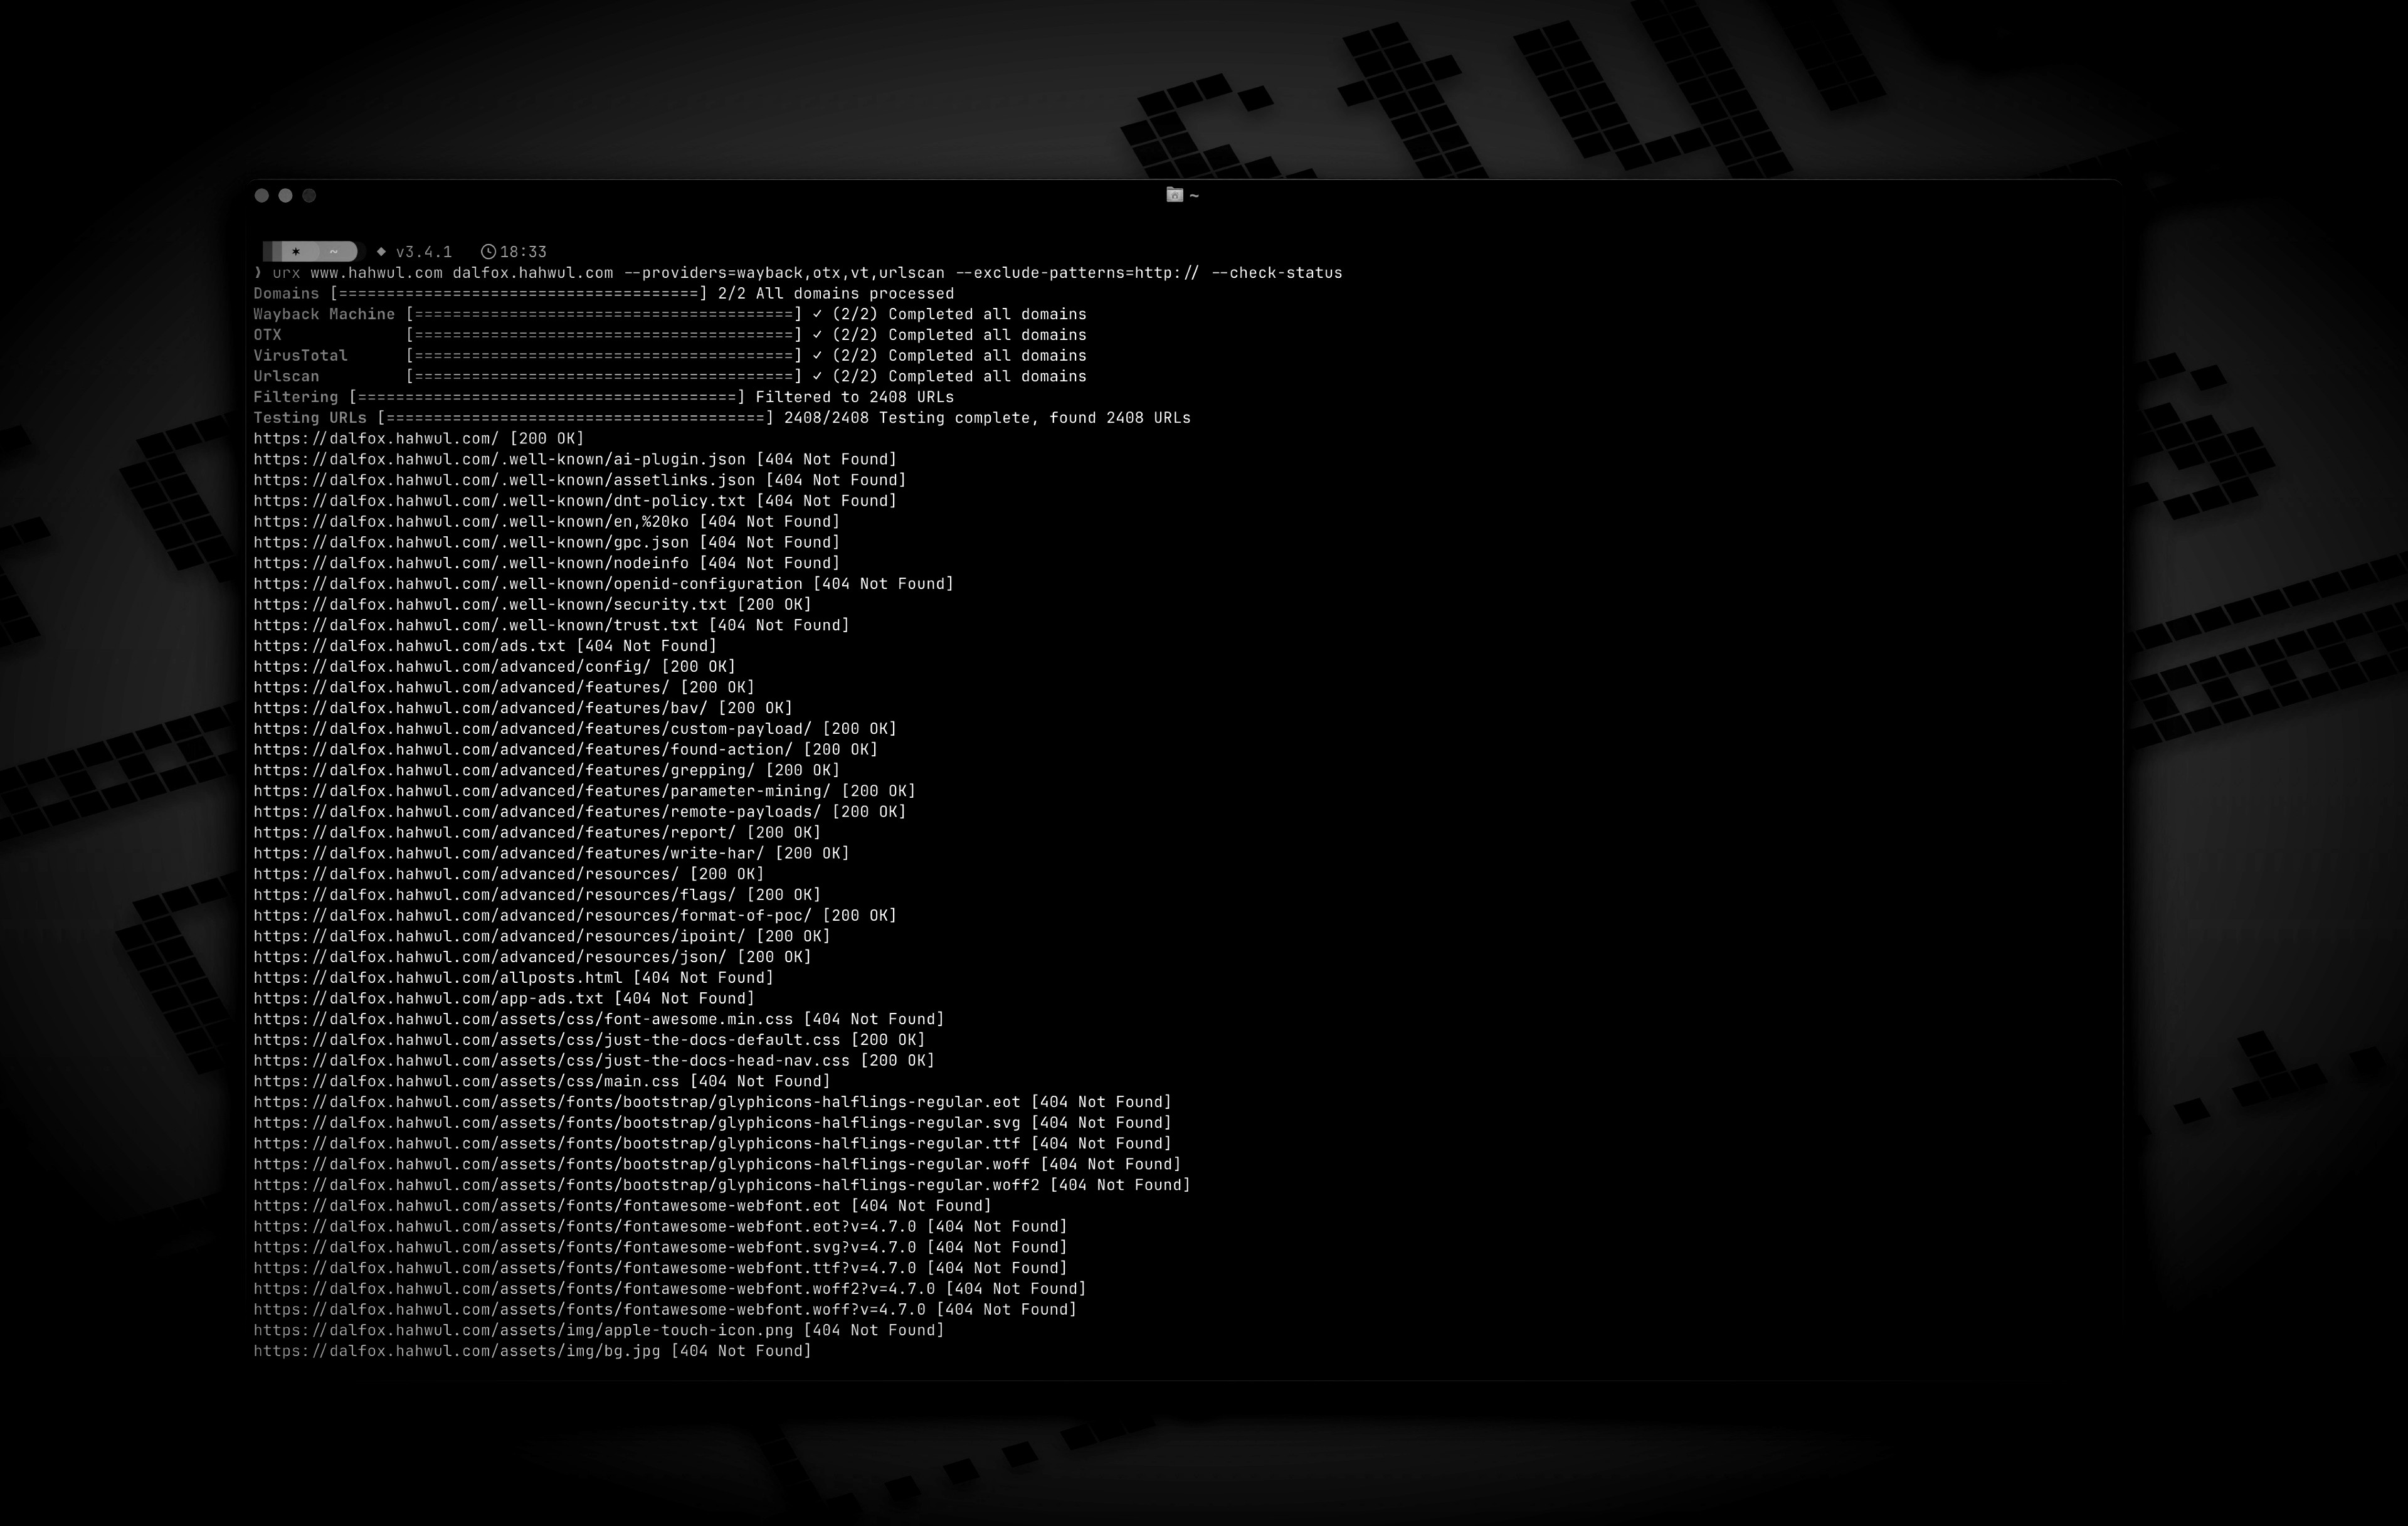 ~
✶ ~ ◆ v3.4.1 18:33
❯ urx www.hahwul.com dalfox.hahwul.com --providers=wayback,otx,vt,urlscan --exclude-patterns=http:// --check-status
Domains [======================================] 2/2 All domains processed
Wayback Machine [========================================] ✓ (2/2) Completed all domains
OTX [========================================] ✓ (2/2) Completed all domains
VirusTotal [========================================] ✓ (2/2) Completed all domains
Urlscan [========================================] ✓ (2/2) Completed all domains
Filtering [========================================] Filtered to 2408 URLs
Testing URLs [========================================] 2408/2408 Testing complete, found 2408 URLs
https://dalfox.hahwul.com/ [200 OK]
https://dalfox.hahwul.com/.well-known/ai-plugin.json [404 Not Found]
https://dalfox.hahwul.com/.well-known/assetlinks.json [404 Not Found]
https://dalfox.hahwul.com/.well-known/dnt-policy.txt [404 Not Found]
https://dalfox.hahwul.com/.well-known/en,%20ko [404 Not Found]
https://dalfox.hahwul.com/.well-known/gpc.json [404 Not Found]
https://dalfox.hahwul.com/.well-known/nodeinfo [404 Not Found]
https://dalfox.hahwul.com/.well-known/openid-configuration [404 Not Found]
https://dalfox.hahwul.com/.well-known/security.txt [200 OK]
https://dalfox.hahwul.com/.well-known/trust.txt [404 Not Found]
https://dalfox.hahwul.com/ads.txt [404 Not Found]
https://dalfox.hahwul.com/advanced/config/ [200 OK]
https://dalfox.hahwul.com/advanced/features/ [200 OK]
https://dalfox.hahwul.com/advanced/features/bav/ [200 OK]
https://dalfox.hahwul.com/advanced/features/custom-payload/ [200 OK]
https://dalfox.hahwul.com/advanced/features/found-action/ [200 OK]
https://dalfox.hahwul.com/advanced/features/grepping/ [200 OK]
https://dalfox.hahwul.com/advanced/features/parameter-mining/ [200 OK]
https://dalfox.hahwul.com/advanced/features/remote-payloads/ [200 OK]
https://dalfox.hahwul.com/advanced/features/report/ [200 OK]
https://dalfox.hahwul.com/advanced/features/write-har/ [200 OK]
https://dalfox.hahwul.com/advanced/resources/ [200 OK]
https://dalfox.hahwul.com/advanced/resources/flags/ [200 OK]
https://dalfox.hahwul.com/advanced/resources/format-of-poc/ [200 OK]
https://dalfox.hahwul.com/advanced/resources/ipoint/ [200 OK]
https://dalfox.hahwul.com/advanced/resources/json/ [200 OK]
https://dalfox.hahwul.com/allposts.html [404 Not Found]
https://dalfox.hahwul.com/app-ads.txt [404 Not Found]
https://dalfox.hahwul.com/assets/css/font-awesome.min.css [404 Not Found]
https://dalfox.hahwul.com/assets/css/just-the-docs-default.css [200 OK]
https://dalfox.hahwul.com/assets/css/just-the-docs-head-nav.css [200 OK]
https://dalfox.hahwul.com/assets/css/main.css [404 Not Found]
https://dalfox.hahwul.com/assets/fonts/bootstrap/glyphicons-halflings-regular.eot [404 Not Found]
https://dalfox.hahwul.com/assets/fonts/bootstrap/glyphicons-halflings-regular.svg [404 Not Found]
https://dalfox.hahwul.com/assets/fonts/bootstrap/glyphicons-halflings-regular.ttf [404 Not Found]
https://dalfox.hahwul.com/assets/fonts/bootstrap/glyphicons-halflings-regular.woff [404 Not Found]
https://dalfox.hahwul.com/assets/fonts/bootstrap/glyphicons-halflings-regular.woff2 [404 Not Found]
https://dalfox.hahwul.com/assets/fonts/fontawesome-webfont.eot [404 Not Found]
https://dalfox.hahwul.com/assets/fonts/fontawesome-webfont.eot?v=4.7.0 [404 Not Found]
https://dalfox.hahwul.com/assets/fonts/fontawesome-webfont.svg?v=4.7.0 [404 Not Found]
https://dalfox.hahwul.com/assets/fonts/fontawesome-webfont.ttf?v=4.7.0 [404 Not Found]
https://dalfox.hahwul.com/assets/fonts/fontawesome-webfont.woff2?v=4.7.0 [404 Not Found]
https://dalfox.hahwul.com/assets/fonts/fontawesome-webfont.woff?v=4.7.0 [404 Not Found]
https://dalfox.hahwul.com/assets/img/apple-touch-icon.png [404 Not Found]
https://dalfox.hahwul.com/assets/img/bg.jpg [404 Not Found]